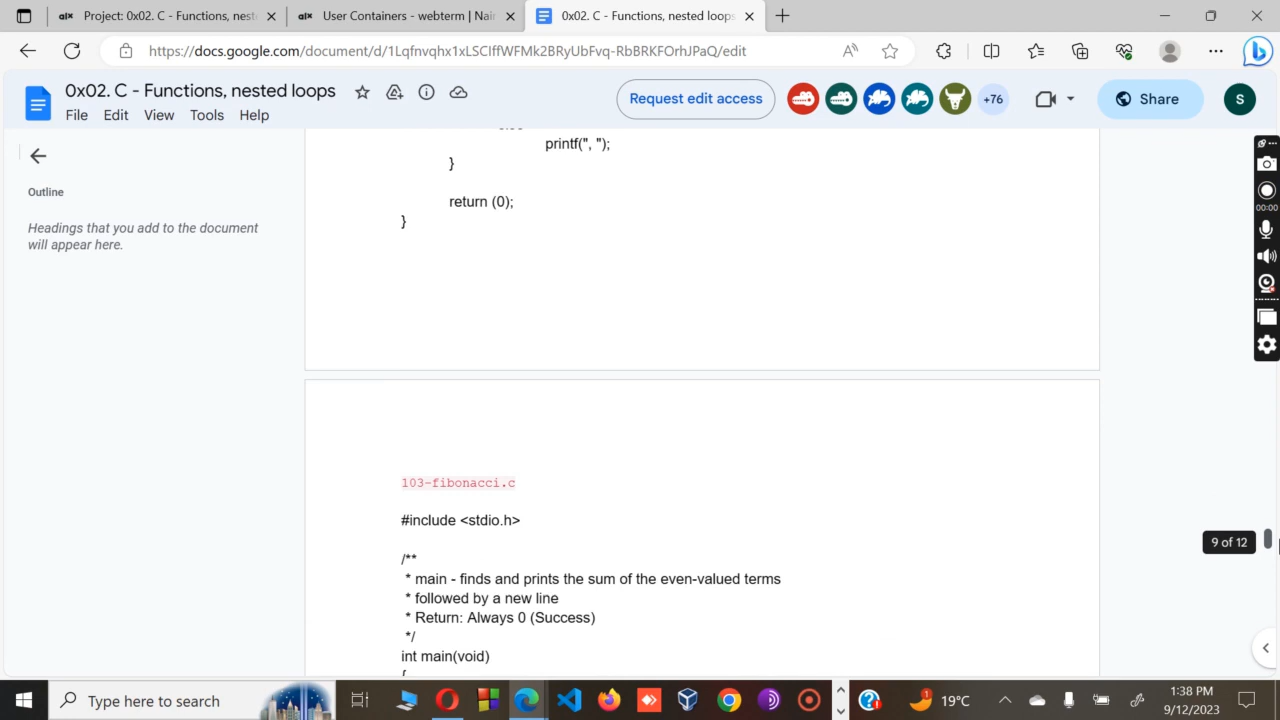 Project: 0x02. C - Functions, nest
User Containers - webterm | Nair
0x02. C - Functions, nested loops
https://docs.google.com/document/d/1Lqfnvqhx1xLSCIffWFMk2BRyUbFvq-RbBRKFOrhJPaQ/edit
0x02. C - Functions, nested loops
File Edit View Tools Help
Request edit access
+76
Share
S
Outline
Headings that you add to the document
will appear here.
printf(", ");
}
return (0);
}
00:00
103-fibonacci.c
#include <stdio.h>
/**
* main - finds and prints the sum of the even-valued terms
* followed by a new line
* Return: Always 0 (Success)
*/
int main(void)
{
9 of 12
Type here to search
1
19°C
1:38 PM
9/12/2023